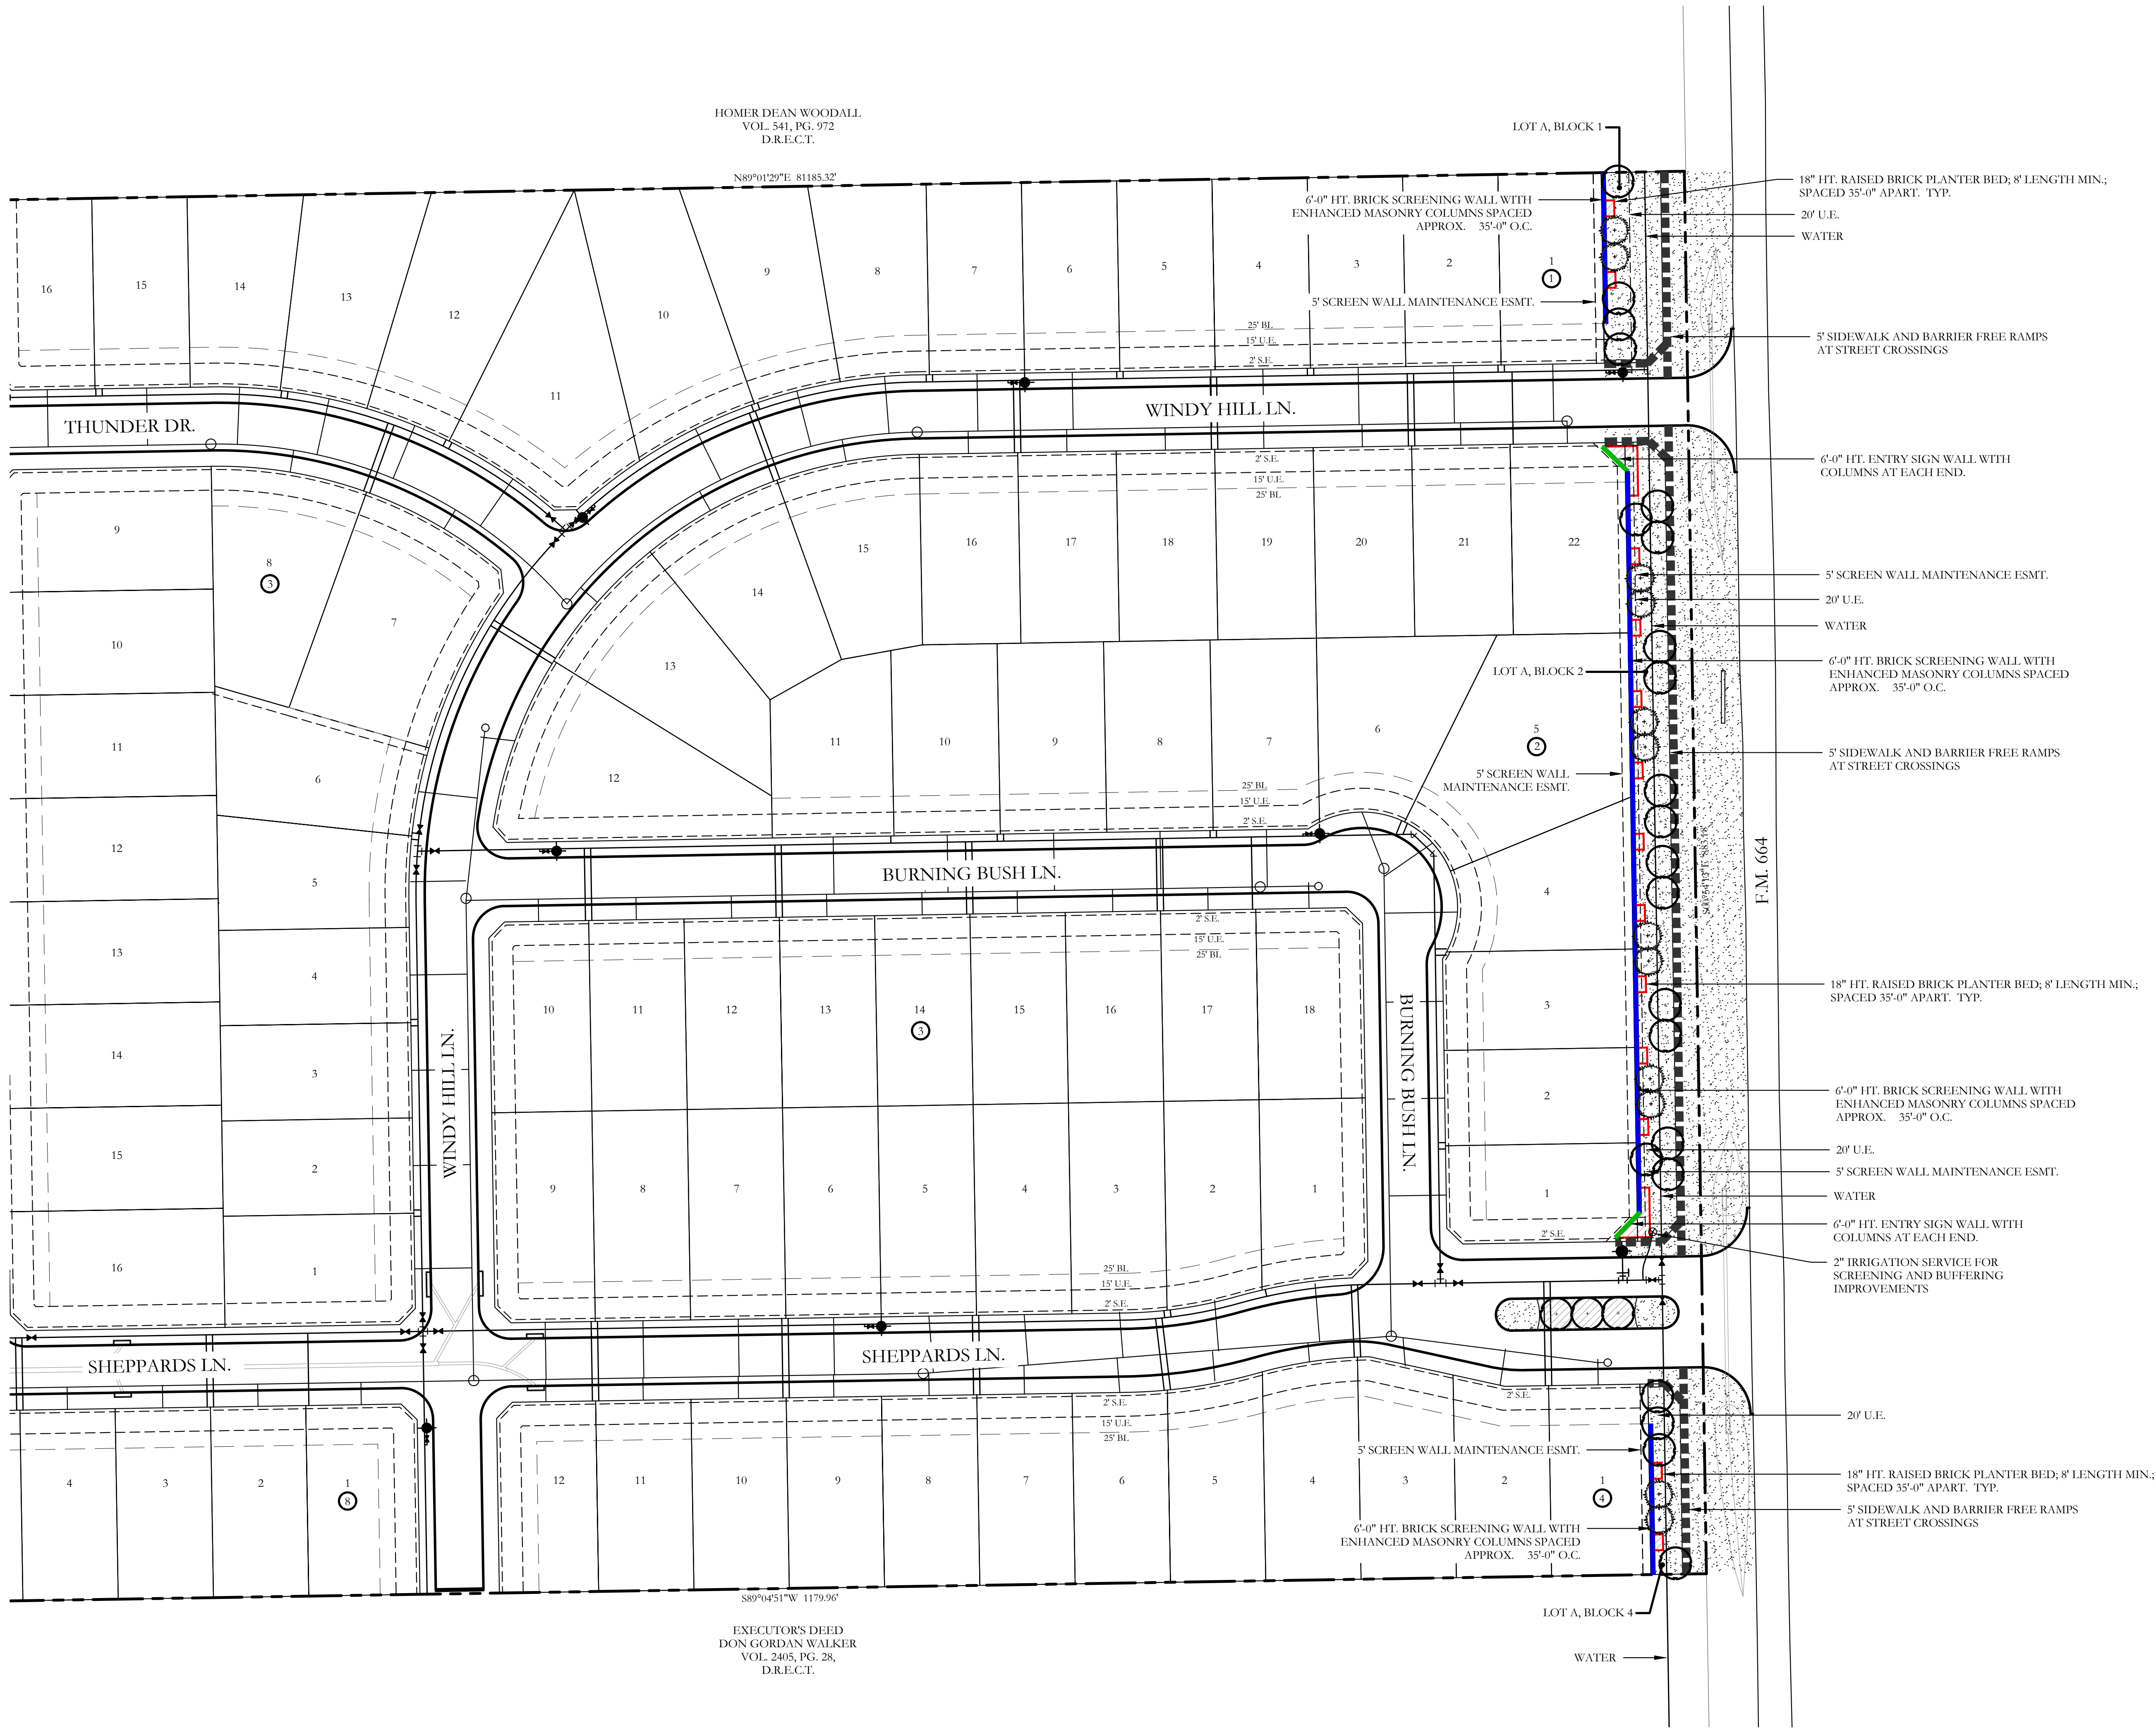 HOMER DEAN WOODALL
VOL. 541, PG. 972
D.R.E.C.T.
N89°01'29"E 81185.32'
LOT A, BLOCK 1
6'-0" HT. BRICK SCREENING WALL WITH
ENHANCED MASONRY COLUMNS SPACED
APPROX. 35'-0" O.C.
18" HT. RAISED BRICK PLANTER BED; 8' LENGTH MIN.;
SPACED 35'-0" APART. TYP.
20' U.E.
WATER
16
15
14
13
12
11
10
9
8
7
6
5
4
3
2
1
1
5' SCREEN WALL MAINTENANCE ESMT.
25' BL
15' U.E.
2' S.E.
5' SIDEWALK AND BARRIER FREE RAMPS
AT STREET CROSSINGS
THUNDER DR.
WINDY HILL LN.
2' S.E.
15' U.E.
25' BL
6'-0" HT. ENTRY SIGN WALL WITH
COLUMNS AT EACH END.
9
8
3
7
10
11
6
12
5
13
4
14
3
15
2
16
1
15
16
17
18
19
20
21
22
14
13
12
11
10
9
8
7
6
5
2
4
3
2
1
5' SCREEN WALL MAINTENANCE ESMT.
20' U.E.
WATER
6'-0" HT. BRICK SCREENING WALL WITH
ENHANCED MASONRY COLUMNS SPACED
APPROX. 35'-0" O.C.
LOT A, BLOCK 2
5' SIDEWALK AND BARRIER FREE RAMPS
AT STREET CROSSINGS
5' SCREEN WALL
MAINTENANCE ESMT.
25' BL
15' U.E.
2' S.E.
BURNING BUSH LN.
F.M. 664
2' S.E.
15' U.E.
25' BL
18" HT. RAISED BRICK PLANTER BED; 8' LENGTH MIN.;
SPACED 35'-0" APART. TYP.
10
11
12
13
14
3
15
16
17
18
WINDY HILL LN.
BURNING BUSH LN.
6'-0" HT. BRICK SCREENING WALL WITH
ENHANCED MASONRY COLUMNS SPACED
APPROX. 35'-0" O.C.
20' U.E.
5' SCREEN WALL MAINTENANCE ESMT.
WATER
9
8
7
6
5
4
3
2
1
2' S.E.
6'-0" HT. ENTRY SIGN WALL WITH
COLUMNS AT EACH END.
2" IRRIGATION SERVICE FOR
SCREENING AND BUFFERING
IMPROVEMENTS
25' BL
15' U.E.
2' S.E.
SHEPPARDS LN.
SHEPPARDS LN.
2' S.E.
2' S.E.
15' U.E.
25' BL
20' U.E.
5' SCREEN WALL MAINTENANCE ESMT.
4
3
2
1
8
12
11
10
9
8
7
6
5
4
3
2
1
4
18" HT. RAISED BRICK PLANTER BED; 8' LENGTH MIN.;
SPACED 35'-0" APART. TYP.
5' SIDEWALK AND BARRIER FREE RAMPS
AT STREET CROSSINGS
6'-0" HT. BRICK SCREENING WALL WITH
ENHANCED MASONRY COLUMNS SPACED
APPROX. 35'-0" O.C.
S89°04'51"W 1179.96'
LOT A, BLOCK 4
EXECUTOR'S DEED
DON GORDAN WALKER
VOL. 2405, PG. 28,
D.R.E.C.T.
WATER